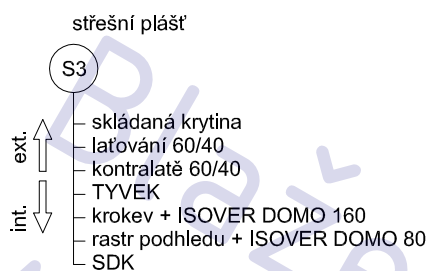 střešní plášť
S3
skládaná krytina
laťování 60/40
kontralatě 60/40
TYVEK
krokev + ISOVER DOMO 160
rastr podhledu + ISOVER DOMO 80
SDK
ext.
int.